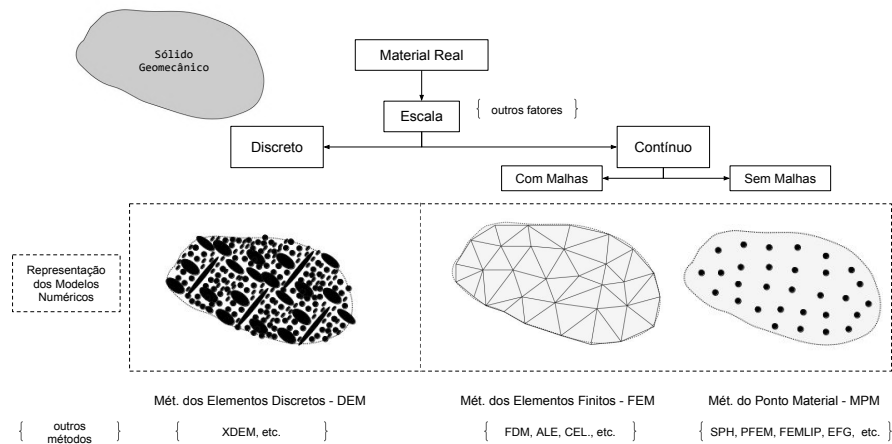 Sólido
Geomecânico
Material Real
Escala
{ outros fatores }
Discreto
Contínuo
Com Malhas
Sem Malhas
Representação
dos Modelos
Numéricos
Mét. dos Elementos Discretos - DEM
Mét. dos Elementos Finitos - FEM
Mét. do Ponto Material - MPM
{ outros
métodos }
{ XDEM, etc. }
{ FDM, ALE, CEL., etc. }
{ SPH, PFEM, FEMLIP, EFG, etc. }